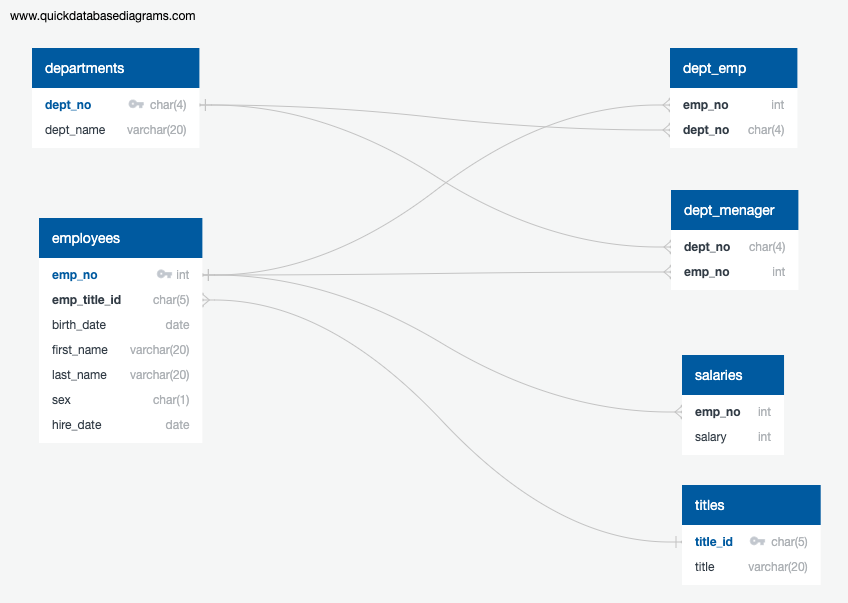 www.quickdatabasediagrams.com
departments
dept_no char(4)
dept_name varchar(20)
employees
emp_no int
emp_title_id char(5)
birth_date date
first_name varchar(20)
last_name varchar(20)
sex char(1)
hire_date date
dept_emp
emp_no int
dept_no char(4)
dept_menager
dept_no char(4)
emp_no int
salaries
emp_no int
salary int
titles
title_id char(5)
title varchar(20)